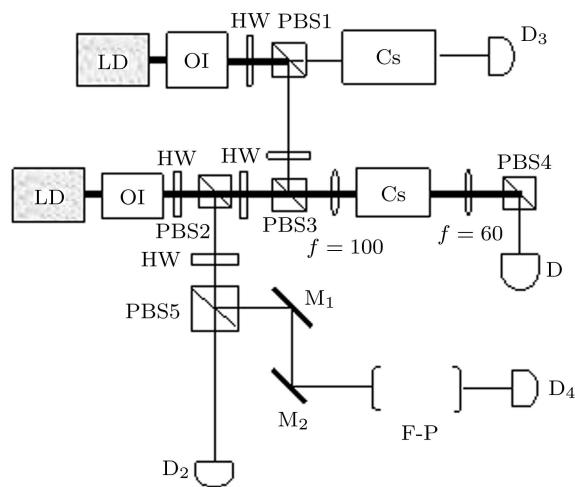 HW PBS1
LD OI Cs D₃
HW HW PBS4
LD OI Cs
PBS2 PBS3
f = 100 f = 60
HW D
PBS5 M₁
M₂ D₄
F-P
D₂